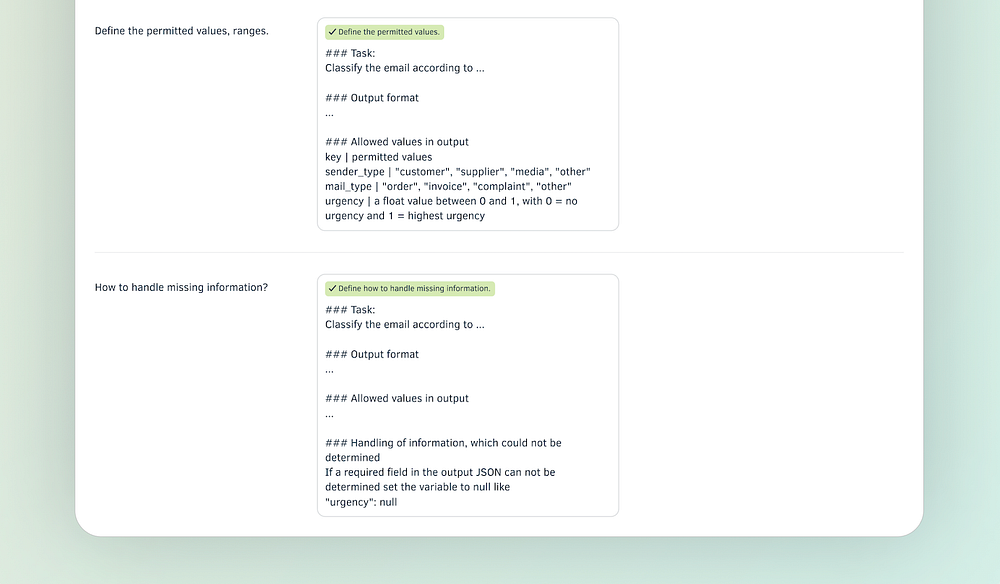 Define the permitted values, ranges.
✓ Define the permitted values.
### Task:
Classify the email according to ...
### Output format
...
### Allowed values in output
key | permitted values
sender_type | "customer", "supplier", "media", "other"
mail_type | "order", "invoice", "complaint", "other"
urgency | a float value between 0 and 1, with 0 = no
urgency and 1 = highest urgency
How to handle missing information?
✓ Define how to handle missing information.
### Task:
Classify the email according to ...
### Output format
...
### Allowed values in output
...
### Handling of information, which could not be
determined
If a required field in the output JSON can not be
determined set the variable to null like
"urgency": null